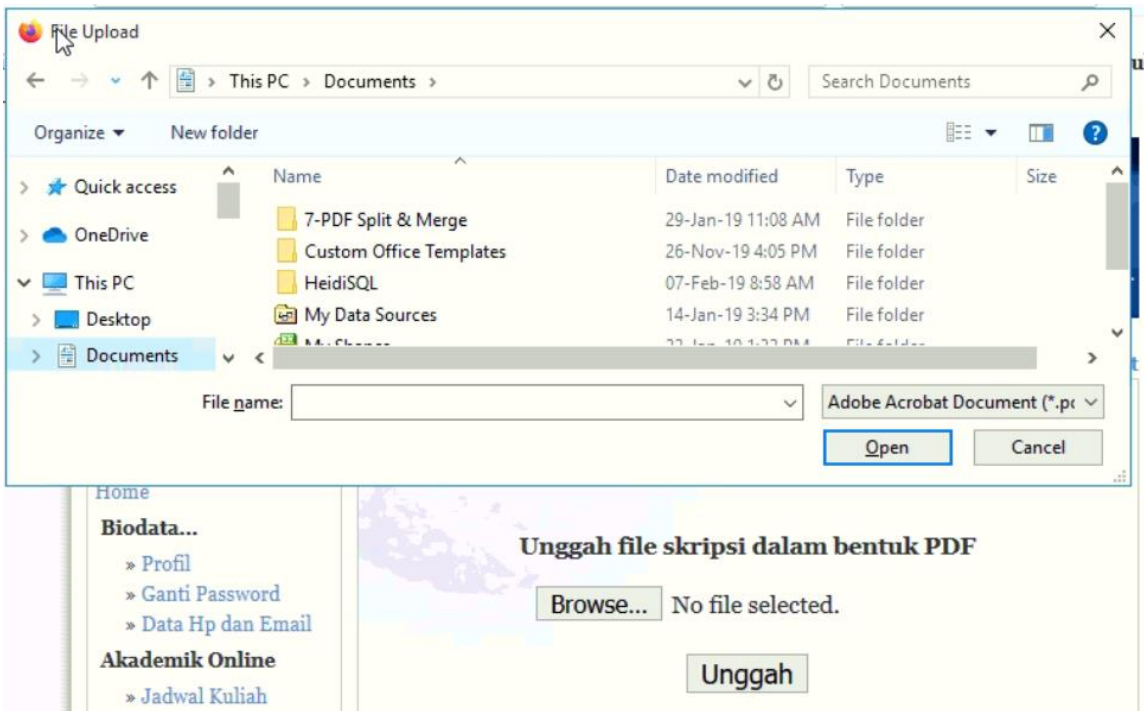 File Upload
This PC > Documents >
Search Documents
Organize
New folder
Name Date modified Type Size
Quick access
OneDrive
This PC
Desktop
Documents
7-PDF Split & Merge 29-Jan-19 11:08 AM File folder
Custom Office Templates 26-Nov-19 4:05 PM File folder
HeidiSQL 07-Feb-19 8:58 AM File folder
My Data Sources 14-Jan-19 3:34 PM File folder
File name:
Adobe Acrobat Document (*.p
Open Cancel
Home
Biodata...
» Profil
» Ganti Password
» Data Hp dan Email
Akademik Online
» Jadwal Kuliah
Unggah file skripsi dalam bentuk PDF
Browse... No file selected.
Unggah